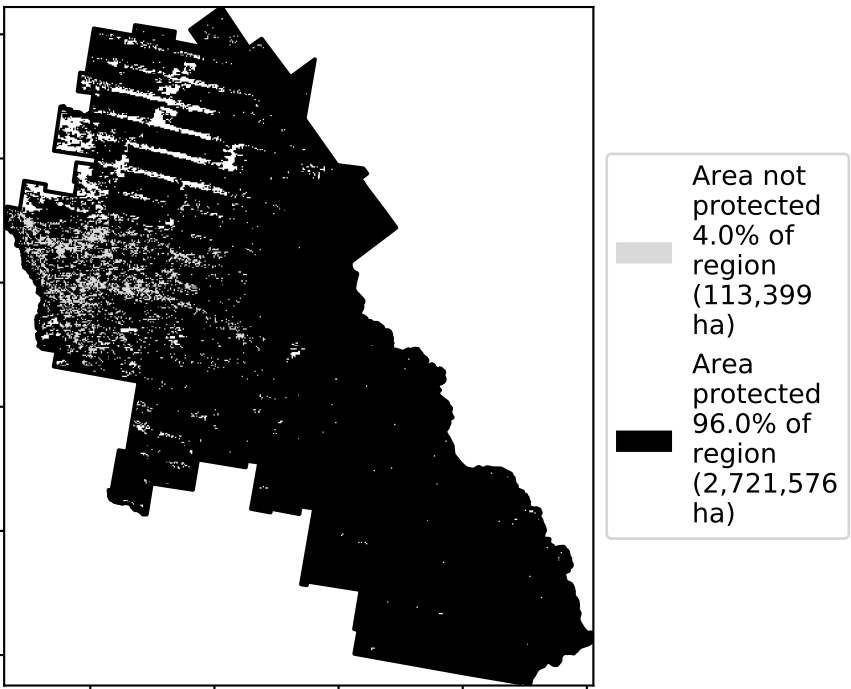 Area not
protected
4.0% of
region
(113,399
ha)
Area
protected
96.0% of
region
(2,721,576
ha)